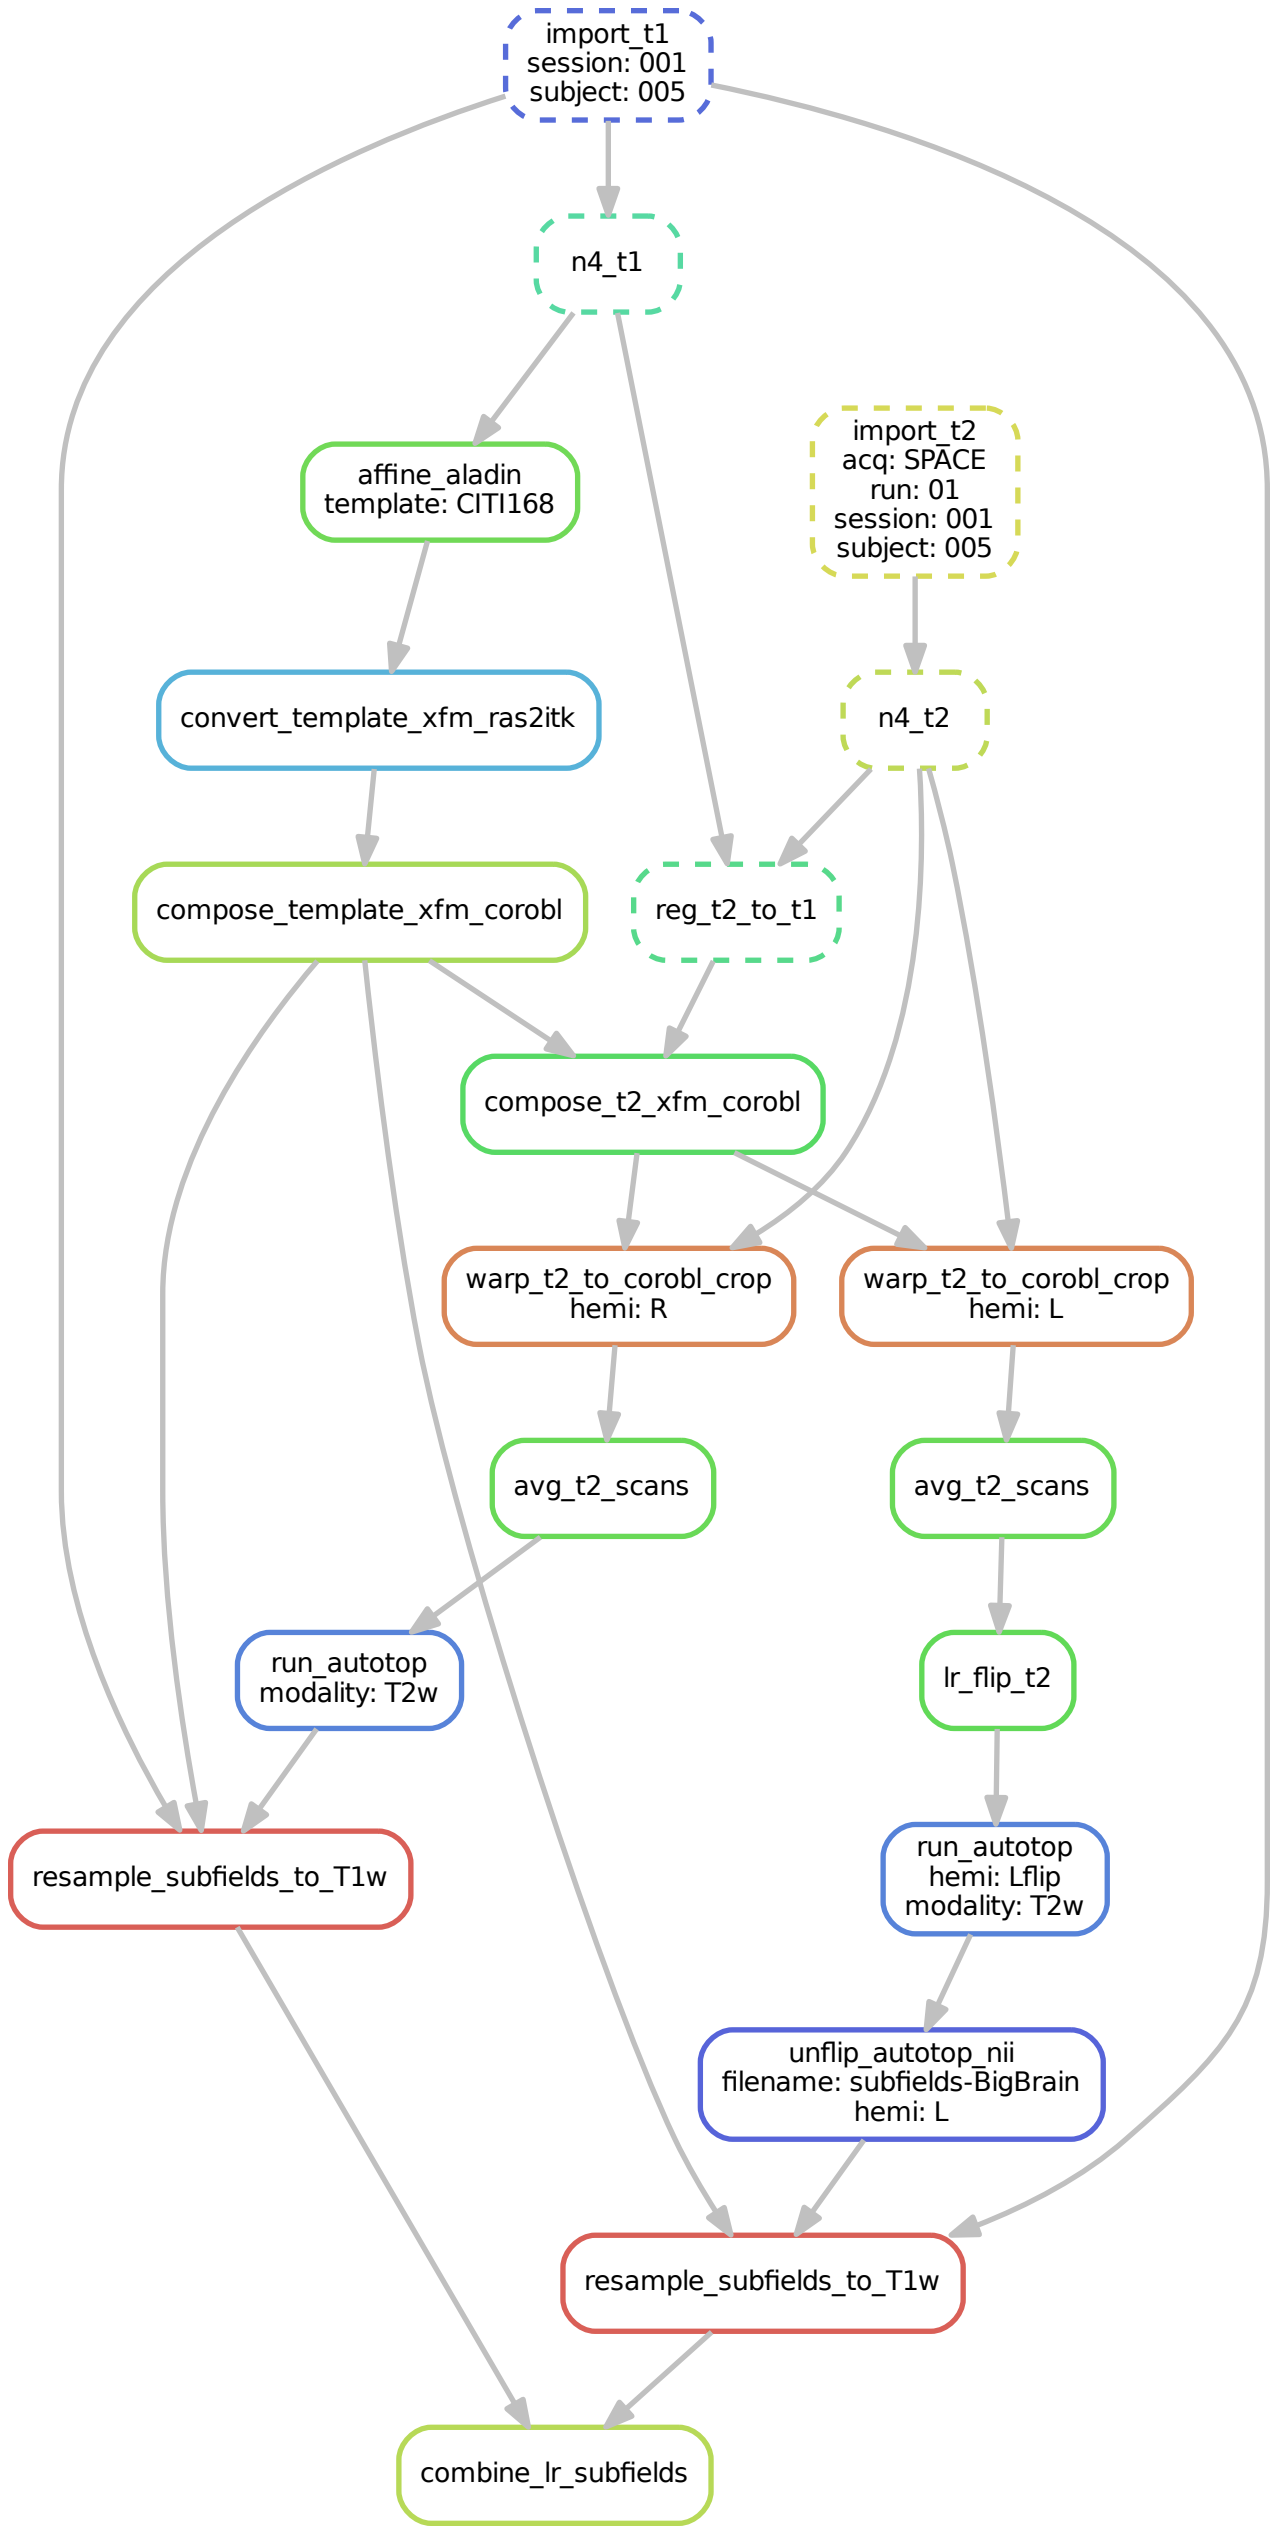 import_t1
session: 001
subject: 005
n4_t1
affine_aladin
template: CITI168
import_t2
acq: SPACE
run: 01
session: 001
subject: 005
convert_template_xfm_ras2itk
n4_t2
compose_template_xfm_corobl
reg_t2_to_t1
compose_t2_xfm_corobl
warp_t2_to_corobl_crop
hemi: R
warp_t2_to_corobl_crop
hemi: L
avg_t2_scans
avg_t2_scans
run_autotop
modality: T2w
lr_flip_t2
resample_subfields_to_T1w
run_autotop
hemi: Lflip
modality: T2w
unflip_autotop_nii
filename: subfields-BigBrain
hemi: L
resample_subfields_to_T1w
combine_lr_subfields